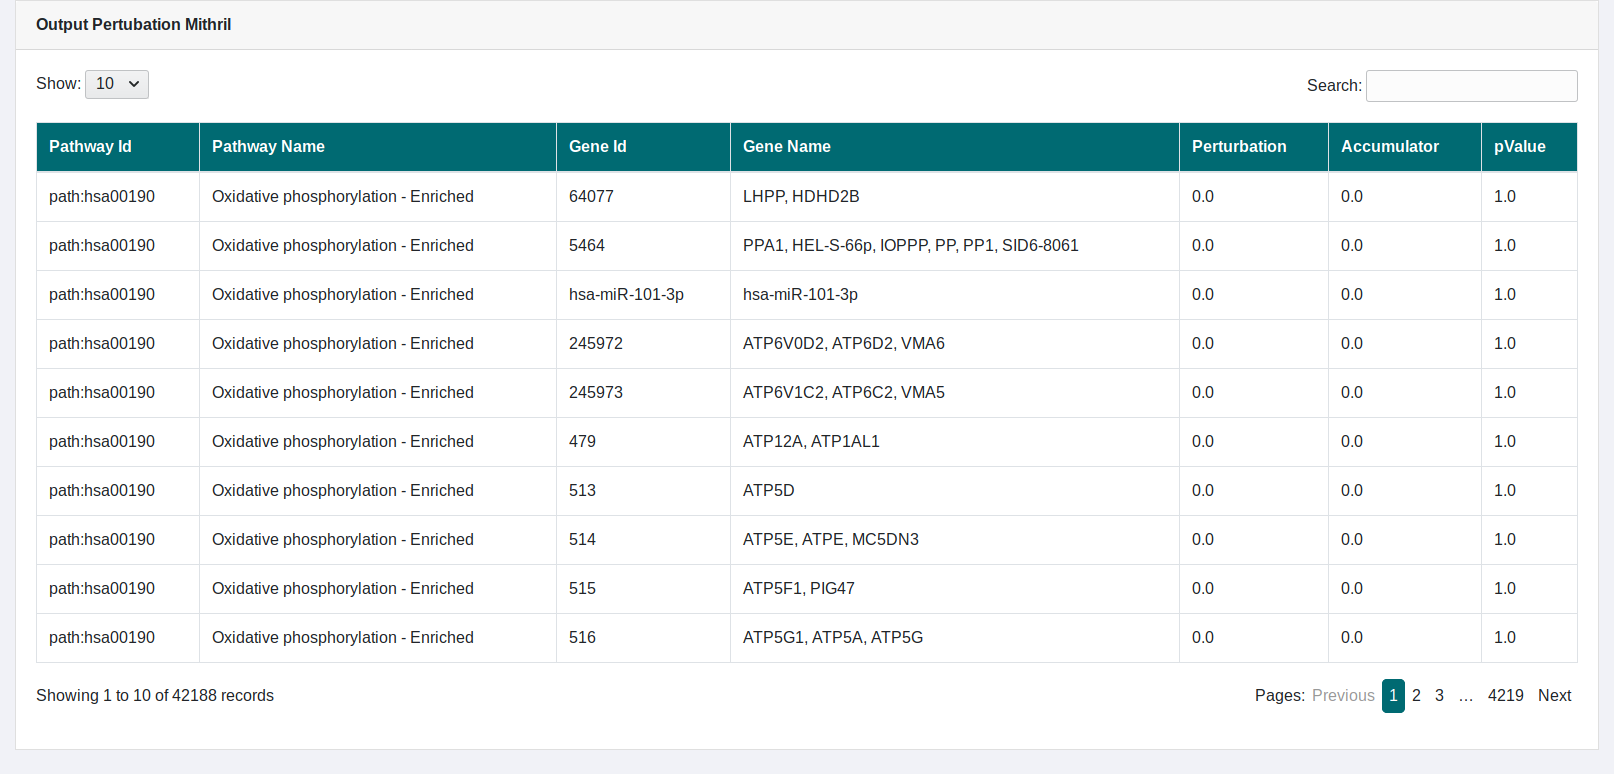 Output Pertubation Mithril
Show: 10
Search:
Pathway Id Pathway Name Gene Id Gene Name Perturbation Accumulator pValue
path:hsa00190 Oxidative phosphorylation - Enriched 64077 LHPP, HDHD2B 0.0 0.0 1.0
path:hsa00190 Oxidative phosphorylation - Enriched 5464 PPA1, HEL-S-66p, IOPPP, PP, PP1, SID6-8061 0.0 0.0 1.0
path:hsa00190 Oxidative phosphorylation - Enriched hsa-miR-101-3p hsa-miR-101-3p 0.0 0.0 1.0
path:hsa00190 Oxidative phosphorylation - Enriched 245972 ATP6V0D2, ATP6D2, VMA6 0.0 0.0 1.0
path:hsa00190 Oxidative phosphorylation - Enriched 245973 ATP6V1C2, ATP6C2, VMA5 0.0 0.0 1.0
path:hsa00190 Oxidative phosphorylation - Enriched 479 ATP12A, ATP1AL1 0.0 0.0 1.0
path:hsa00190 Oxidative phosphorylation - Enriched 513 ATP5D 0.0 0.0 1.0
path:hsa00190 Oxidative phosphorylation - Enriched 514 ATP5E, ATPE, MC5DN3 0.0 0.0 1.0
path:hsa00190 Oxidative phosphorylation - Enriched 515 ATP5F1, PIG47 0.0 0.0 1.0
path:hsa00190 Oxidative phosphorylation - Enriched 516 ATP5G1, ATP5A, ATP5G 0.0 0.0 1.0
Showing 1 to 10 of 42188 records
Pages: Previous 1 2 3 ... 4219 Next